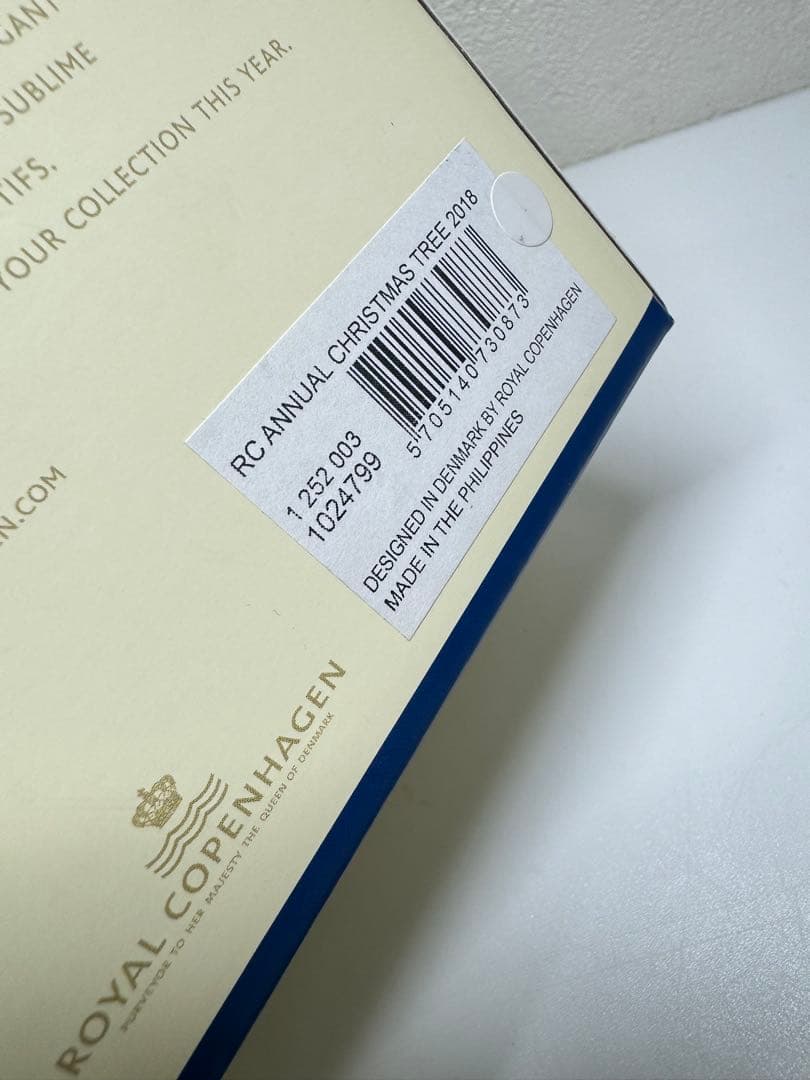 SUBLIME
TIFS.
YOUR COLLECTION THIS YEAR.
N.COM
RC ANNUAL CHRISTMAS TREE 2018
1 252 003
1024799
5 705140 730873
DESIGNED IN DENMARK BY ROYAL COPENHAGEN
MADE IN THE PHILIPPINES
ROYAL COPENHAGEN
PURVEYOR TO HER MAJESTY THE QUEEN OF DENMARK